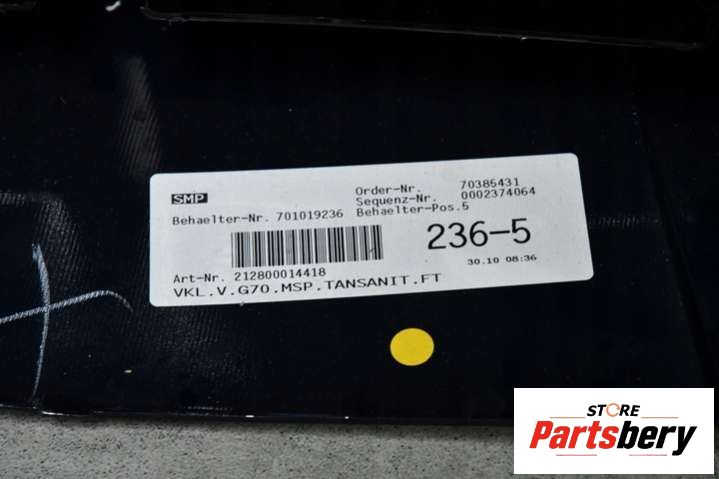 SMP
Order-Nr. 70385431
Sequenz-Nr. 0002374064
Behaelter-Nr. 701019236 Behaelter-Pos.5
236-5
30.10 08:36
Art-Nr. 212800014418
VKL.V.G70.MSP.TANSANIT.FT
STORE
Partsbery